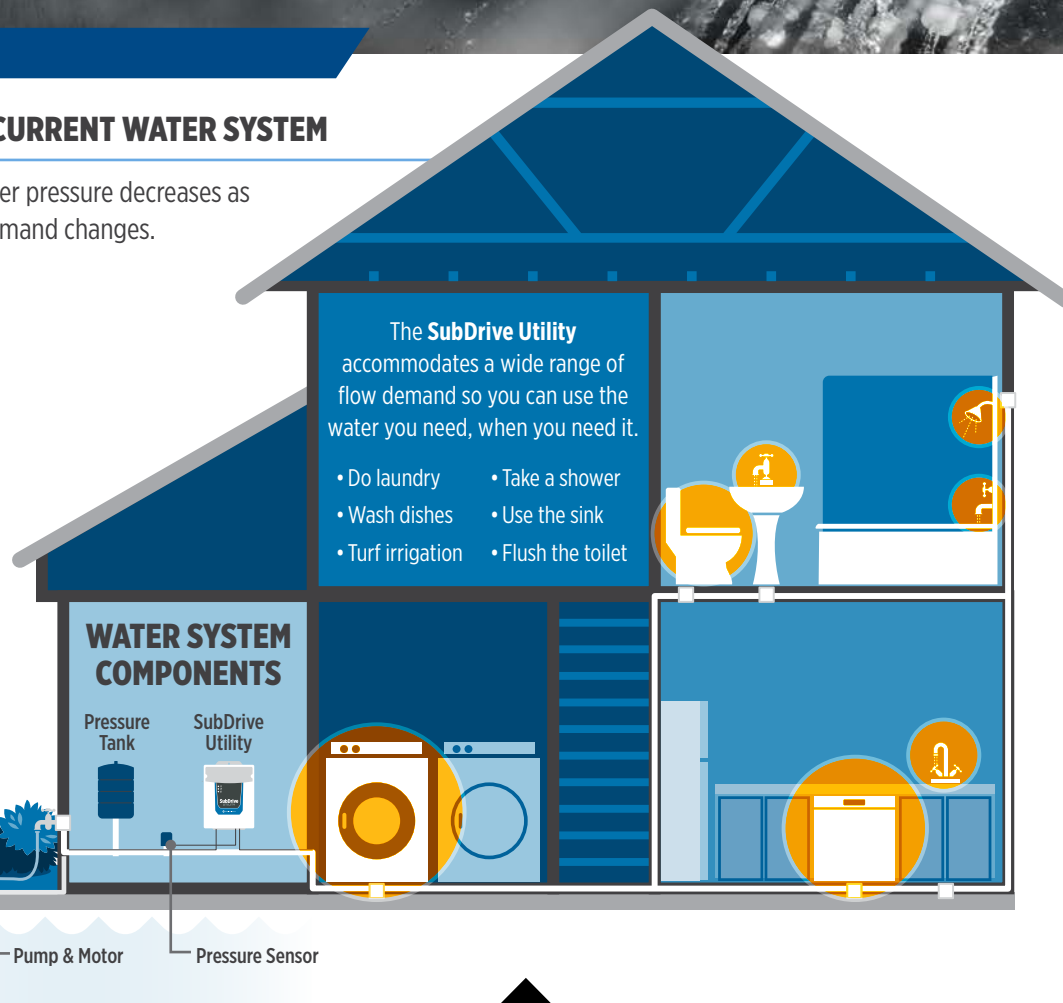 CURRENT WATER SYSTEM
er pressure decreases as
mand changes.
The SubDrive Utility
accommodates a wide range of
flow demand so you can use the
water you need, when you need it.
• Do laundry
• Wash dishes
• Turf irrigation
• Take a shower
• Use the sink
• Flush the toilet
WATER SYSTEM
COMPONENTS
Pressure
Tank
SubDrive
Utility
SubDrive
Pump & Motor
Pressure Sensor